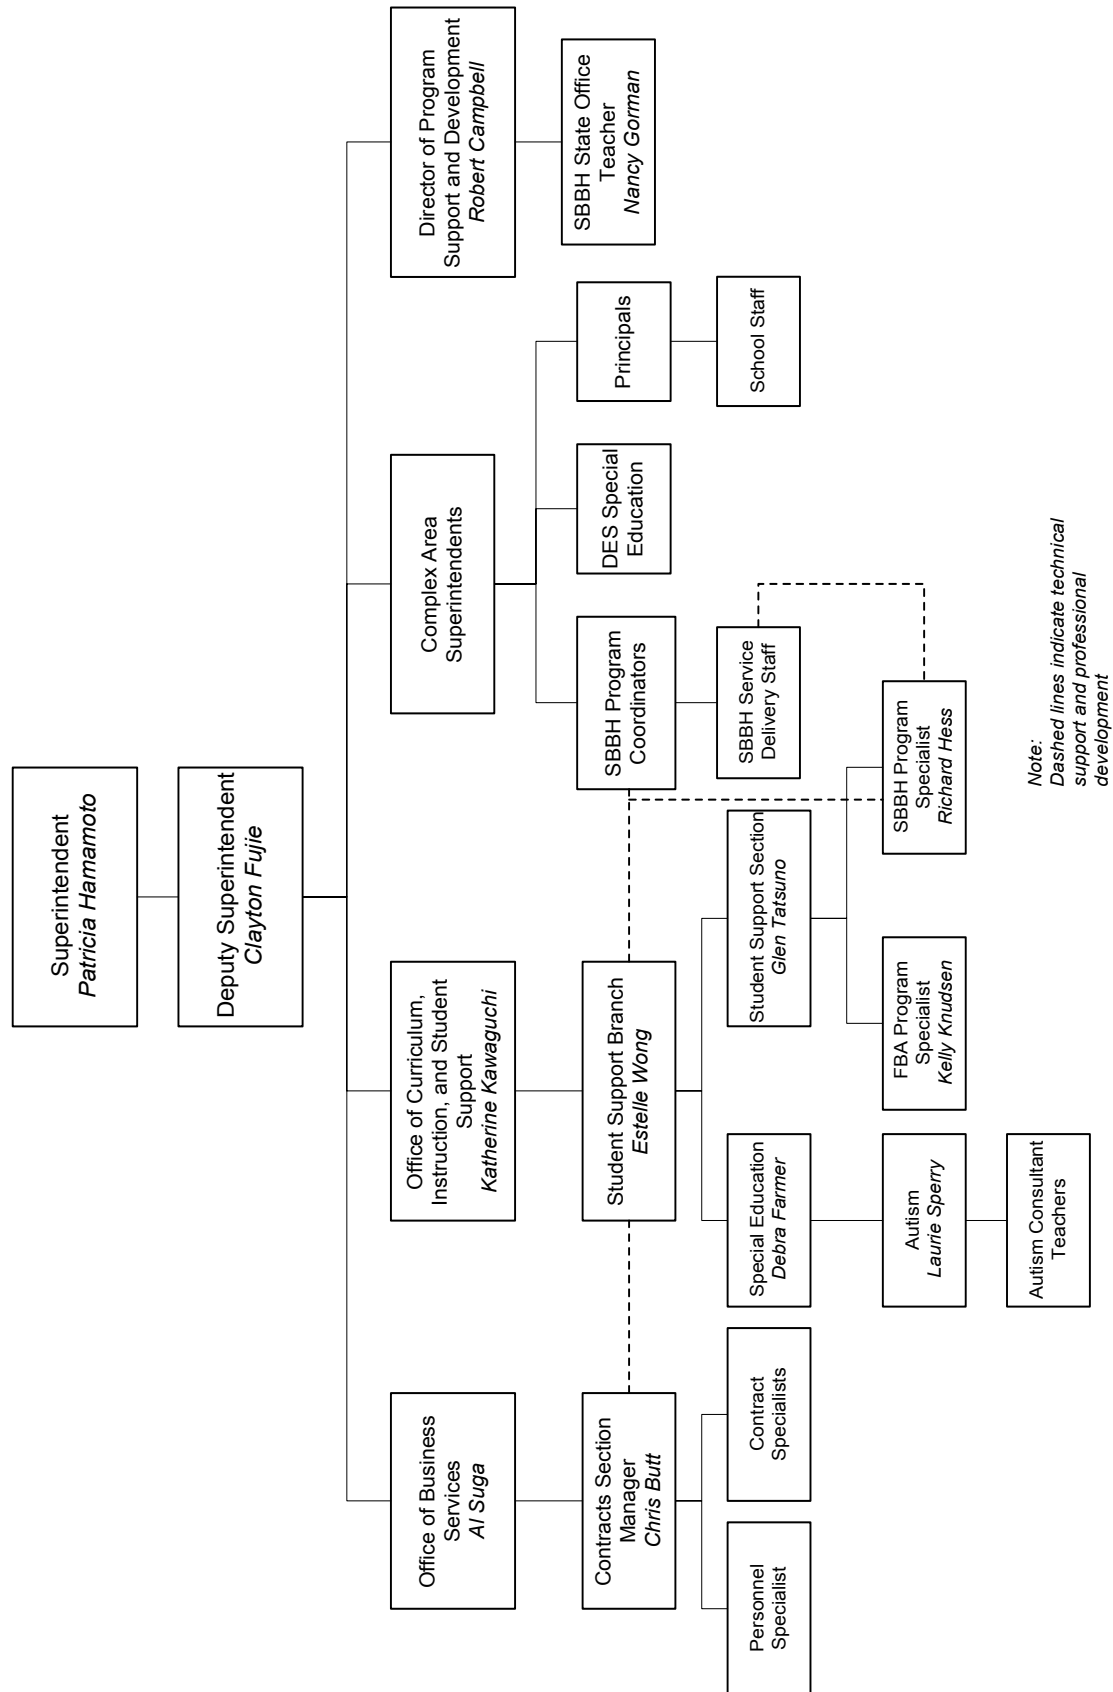 Superintendent
Patricia Hamamoto
Deputy Superintendent
Clayton Fujie
Office of Business
Services
Al Suga
Office of Curriculum,
Instruction, and Student
Support
Katherine Kawaguchi
Complex Area
Superintendents
Director of Program
Support and Development
Robert Campbell
Contracts Section
Manager
Chris Butt
Student Support Branch
Estelle Wong
SBBH Program
Coordinators
DES Special
Education
Principals
SBBH State Office
Teacher
Nancy Gorman
Personnel
Specialist
Contract
Specialists
Special Education
Debra Farmer
Student Support Section
Glen Tatsuno
SBBH Service
Delivery Staff
School Staff
Autism
Laurie Sperry
FBA Program
Specialist
Kelly Knudsen
SBBH Program
Specialist
Richard Hess
Autism Consultant
Teachers
Note:
Dashed lines indicate technical
support and professional
development